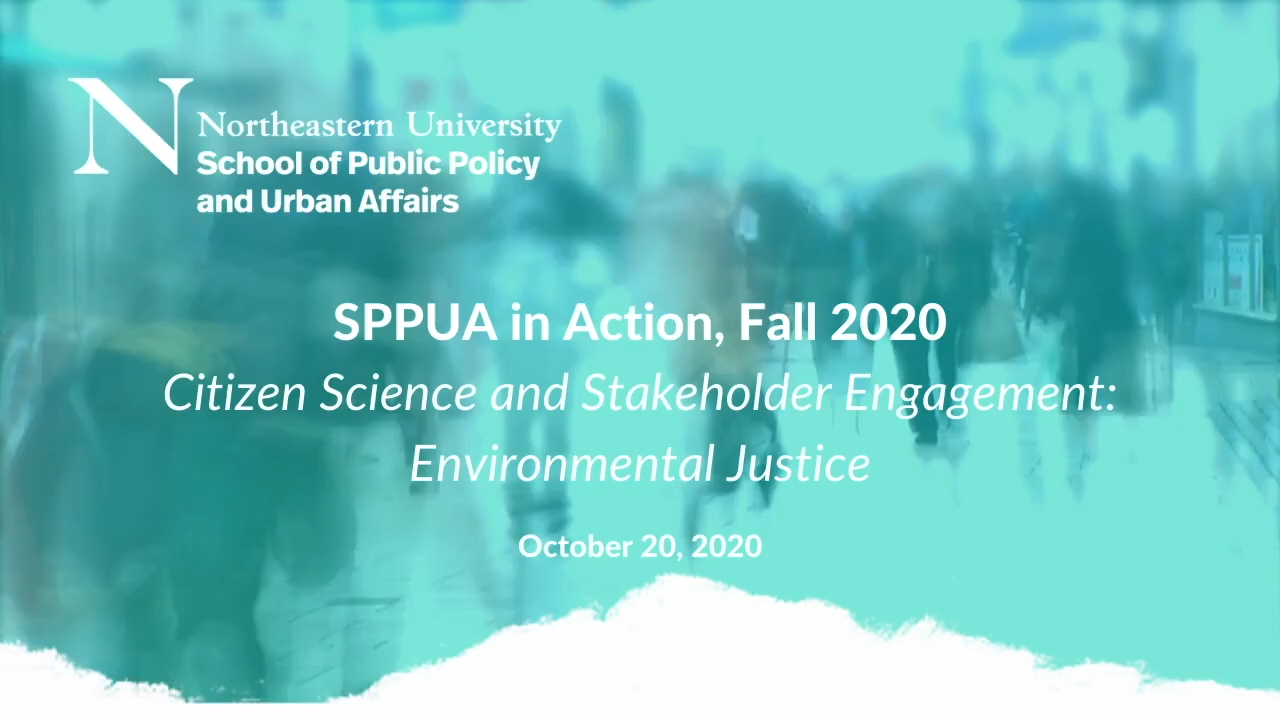 Northeastern University
School of Public Policy
and Urban Affairs
SPPUA in Action, Fall 2020
Citizen Science and Stakeholder Engagement:
Environmental Justice
October 20, 2020